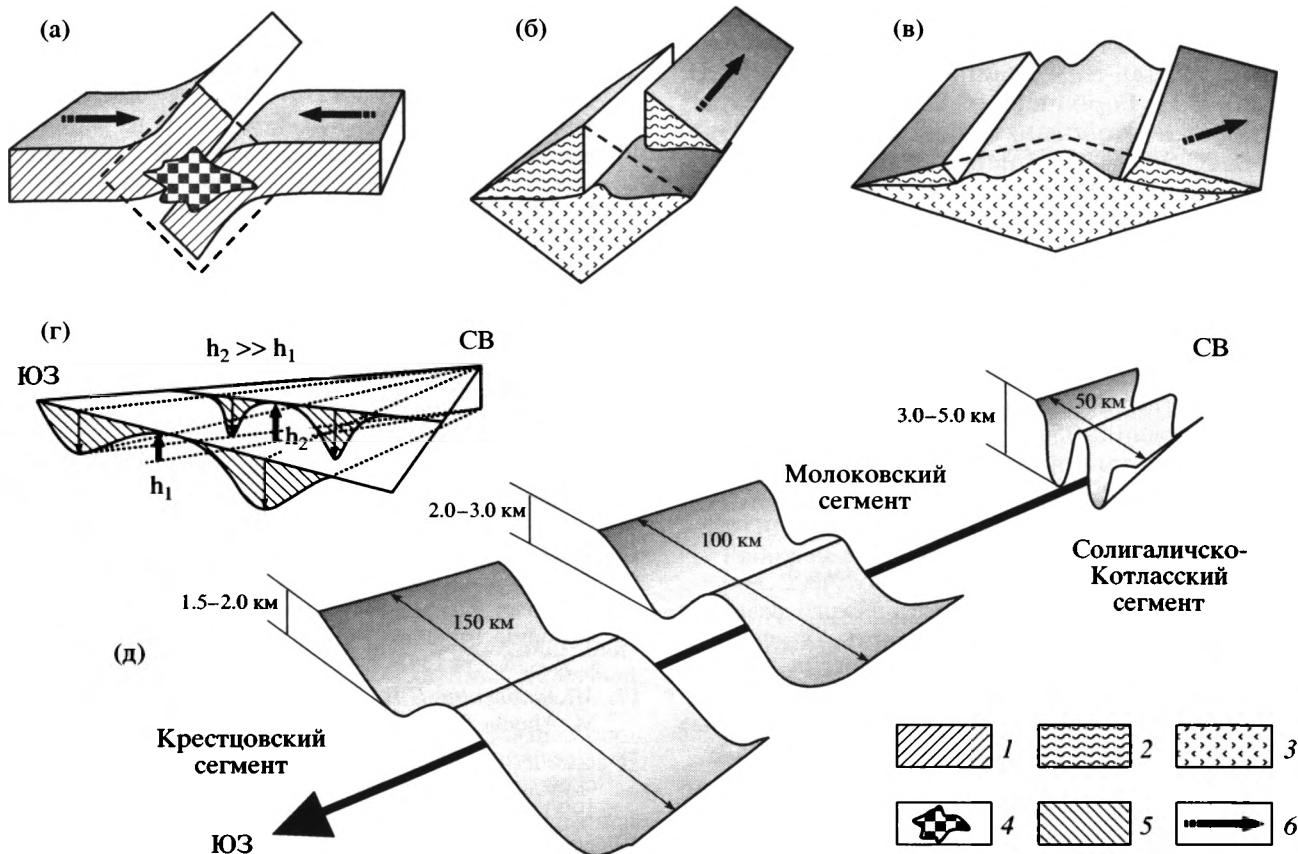 (а)
(б)
(в)
(г)
h₂ >> h₁
СВ
ЮЗ
h₂
h₁
СВ
50 км
3.0–5.0 км
Молоковский
сегмент
2.0–3.0 км
100 км
Солигаличско-
Котласский
сегмент
1.5–2.0 км
150 км
(д)
Крестцовский
сегмент
ЮЗ
1
2
3
4
5
6